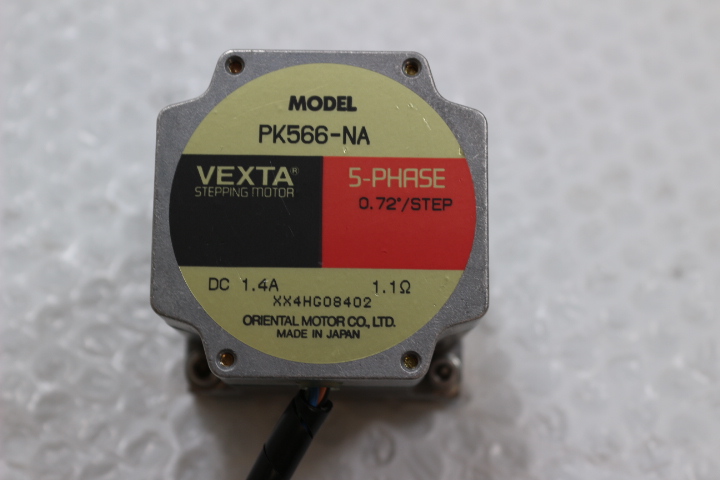 MODEL
PK566-NA
VEXTA®
STEPPING MOTOR
5-PHASE
0.72°/STEP
DC 1.4A 1.1Ω
XX4HG08402
ORIENTAL MOTOR CO., LTD.
MADE IN JAPAN